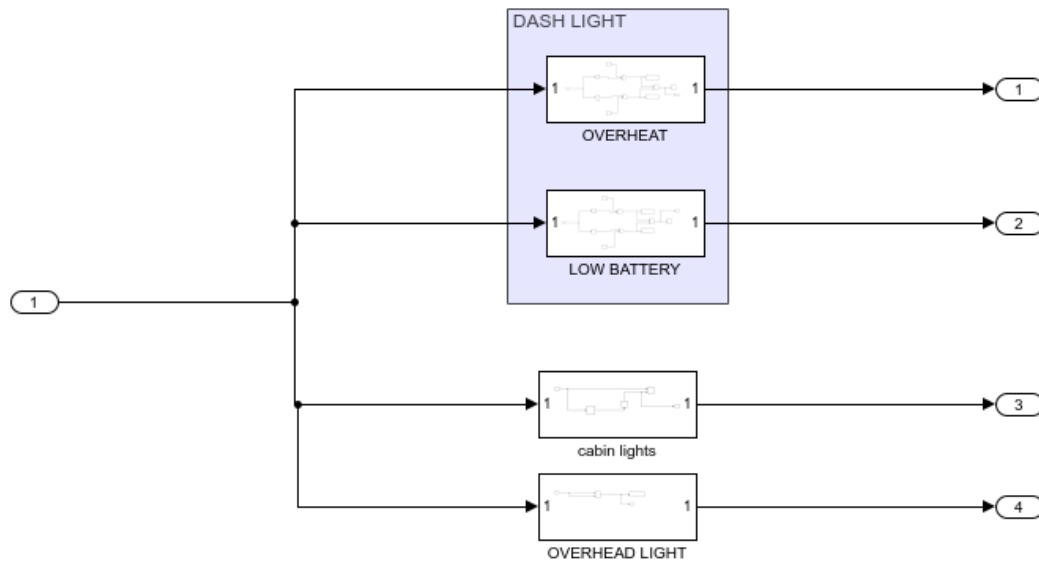 DASH LIGHT
1 1 1
OVERHEAT
1 1 2
LOW BATTERY
1
1 1 3
cabin lights
1 1 4
OVERHEAD LIGHT